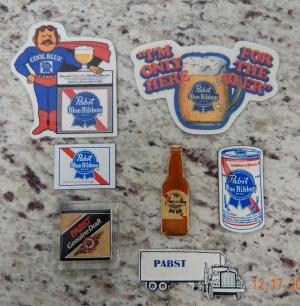 COOL BLUE
Pabst
Blue Ribbon
"I'M
ONLY
HERE
FOR THE
BEER"
Pabst
Blue Ribbon
Pabst
Blue Ribbon
Pabst
Blue Ribbon
PABST
Genuine Draft
PABST
12.17.20